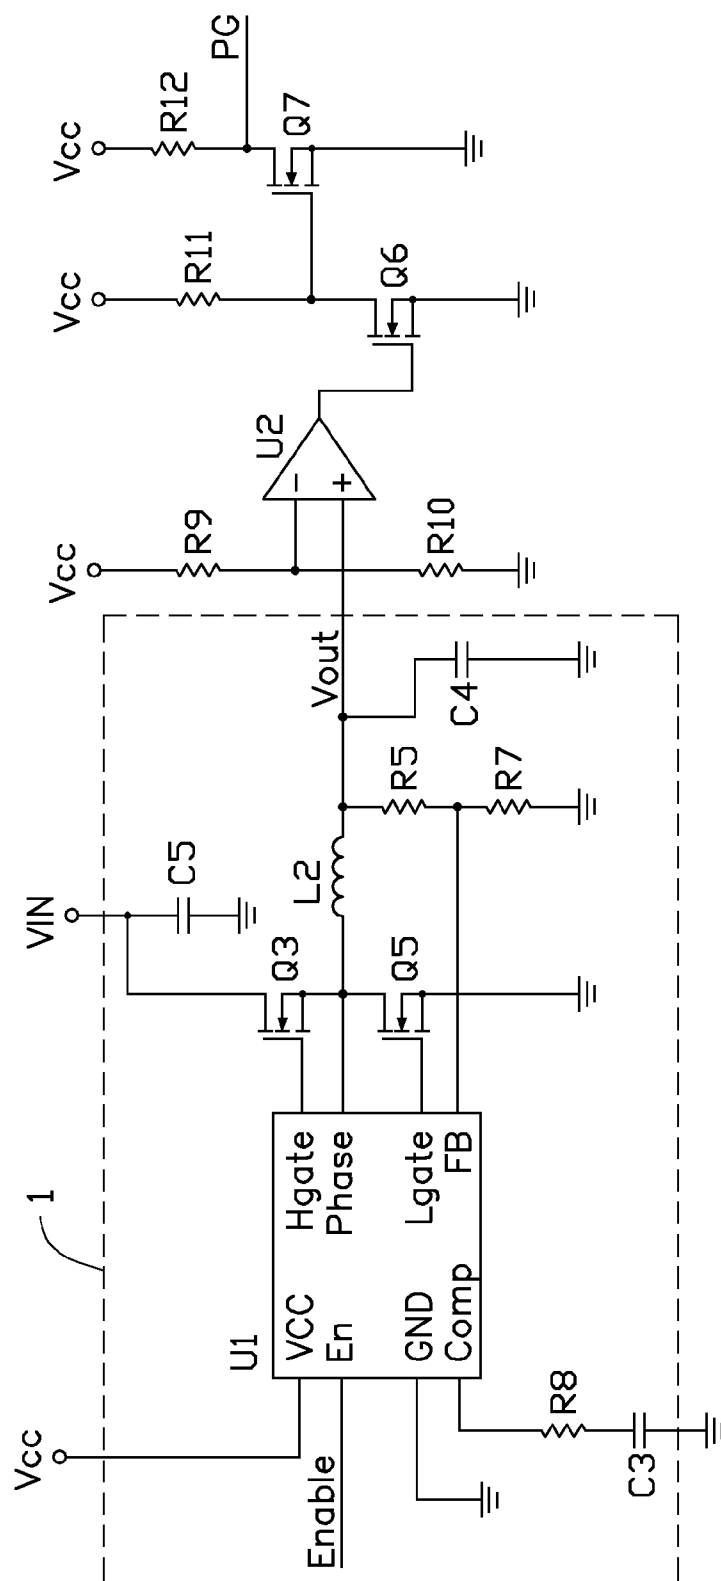 1
Vcc
Enable
U1
VCC
En
GND
Comp
Hgate
Phase
Lgate
FB
R8
C3
VIN
C5
Q3
Q5
L2
R5
R7
Vout
C4
Vcc
R9
R10
U2
-
+
Vcc
R11
Q6
Vcc
R12
PG
Q7